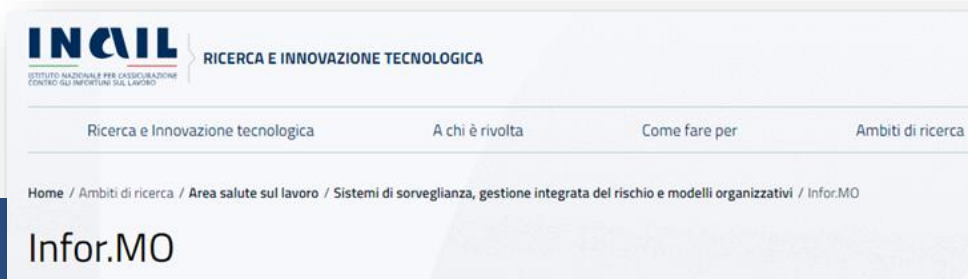 INAIL
ISTITUTO NAZIONALE PER L'ASSICURAZIONE
CONTRO GLI INFORTUNI SUL LAVORO
RICERCA E INNOVAZIONE TECNOLOGICA
Ricerca e Innovazione tecnologica A chi è rivolta Come fare per Ambiti di ricerca
Home / Ambiti di ricerca / Area salute sul lavoro / Sistemi di sorveglianza, gestione integrata del rischio e modelli organizzativi / Infor.MO
Infor.MO